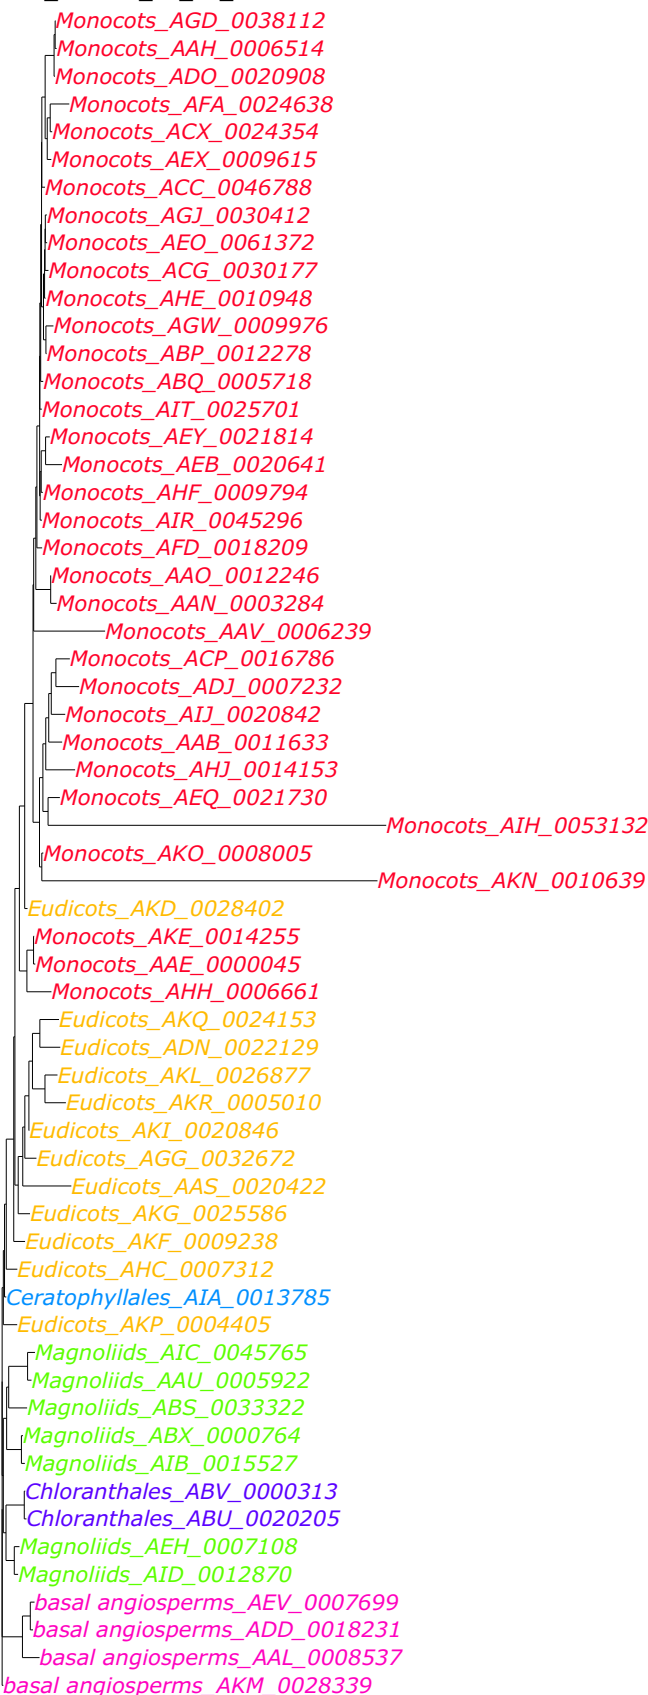 Monocots_AGD_0038112
Monocots_AAH_0006514
Monocots_ADO_0020908
Monocots_AFA_0024638
Monocots_ACX_0024354
Monocots_AEX_0009615
Monocots_ACC_0046788
Monocots_AGJ_0030412
Monocots_AEO_0061372
Monocots_ACG_0030177
Monocots_AHE_0010948
Monocots_AGW_0009976
Monocots_ABP_0012278
Monocots_ABQ_0005718
Monocots_AIT_0025701
Monocots_AEY_0021814
Monocots_AEB_0020641
Monocots_AHF_0009794
Monocots_AIR_0045296
Monocots_AFD_0018209
Monocots_AAO_0012246
Monocots_AAN_0003284
Monocots_AAV_0006239
Monocots_ACP_0016786
Monocots_ADJ_0007232
Monocots_AIJ_0020842
Monocots_AAB_0011633
Monocots_AHJ_0014153
Monocots_AEQ_0021730
Monocots_AIH_0053132
Monocots_AKO_0008005
Monocots_AKN_0010639
Eudicots_AKD_0028402
Monocots_AKE_0014255
Monocots_AAE_0000045
Monocots_AHH_0006661
Eudicots_AKQ_0024153
Eudicots_ADN_0022129
Eudicots_AKL_0026877
Eudicots_AKR_0005010
Eudicots_AKI_0020846
Eudicots_AGG_0032672
Eudicots_AAS_0020422
Eudicots_AKG_0025586
Eudicots_AKF_0009238
Eudicots_AHC_0007312
Ceratophyllales_AIA_0013785
Eudicots_AKP_0004405
Magnoliids_AIC_0045765
Magnoliids_AAU_0005922
Magnoliids_ABS_0033322
Magnoliids_ABX_0000764
Magnoliids_AIB_0015527
Chloranthales_ABV_0000313
Chloranthales_ABU_0020205
Magnoliids_AEH_0007108
Magnoliids_AID_0012870
basal angiosperms_AEV_0007699
basal angiosperms_ADD_0018231
basal angiosperms_AAL_0008537
basal angiosperms_AKM_0028339